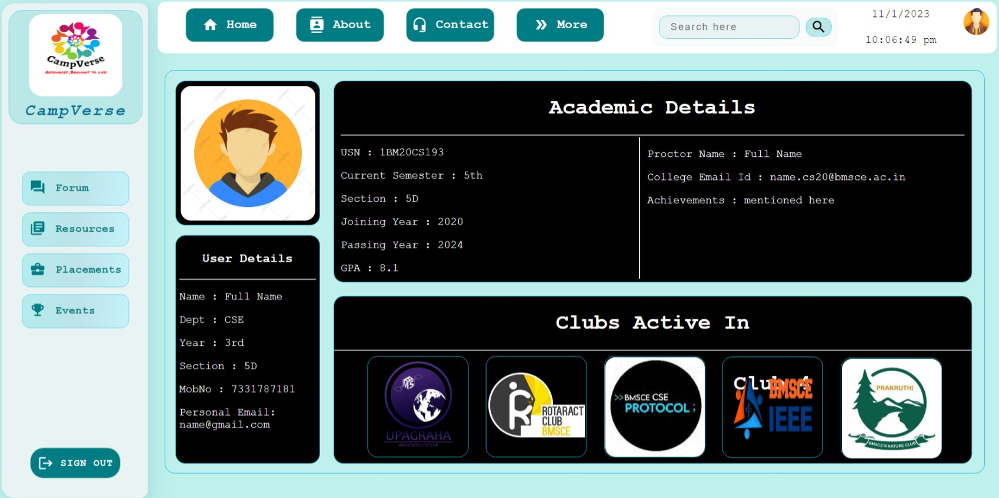 CampVerse
RESOURCES ,BROUGHT TO LIFE
CampVerse
Home
About
Contact
More
Search here
11/1/2023
10:06:49 pm
Forum
Resources
Placements
Events
SIGN OUT
pngtree
User Details
Name : Full Name
Dept : CSE
Year : 3rd
Section : 5D
MobNo : 7331787181
Personal Email:
name@gmail.com
Academic Details
USN : 1BM20CS193
Current Semester : 5th
Section : 5D
Joining Year : 2020
Passing Year : 2024
GPA : 8.1
Proctor Name : Full Name
College Email Id : name.cs20@bmsce.ac.in
Achievements : mentioned here
Clubs Active In
UPAGRAHA
BMSCE SATELLITE CLUB
ROTARACT
CLUB
BMSCE
>>BMSCE CSE
PROTOCOL ;
Club 4
BMSCE
IEEE
PRAKRUTHI
BMSCE'S NATURE CLUB